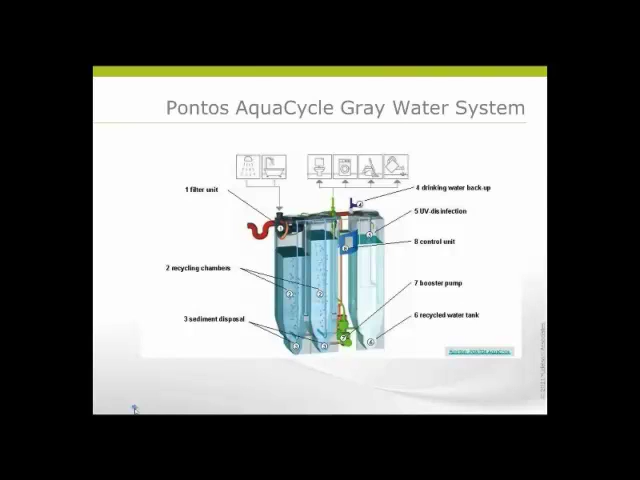 Pontos AquaCycle Gray Water System
1 filter unit
4 drinking water back-up
5 UV-disinfection
8 control unit
2 recycling chambers
7 booster pump
3 sediment disposal
6 recycled water tank